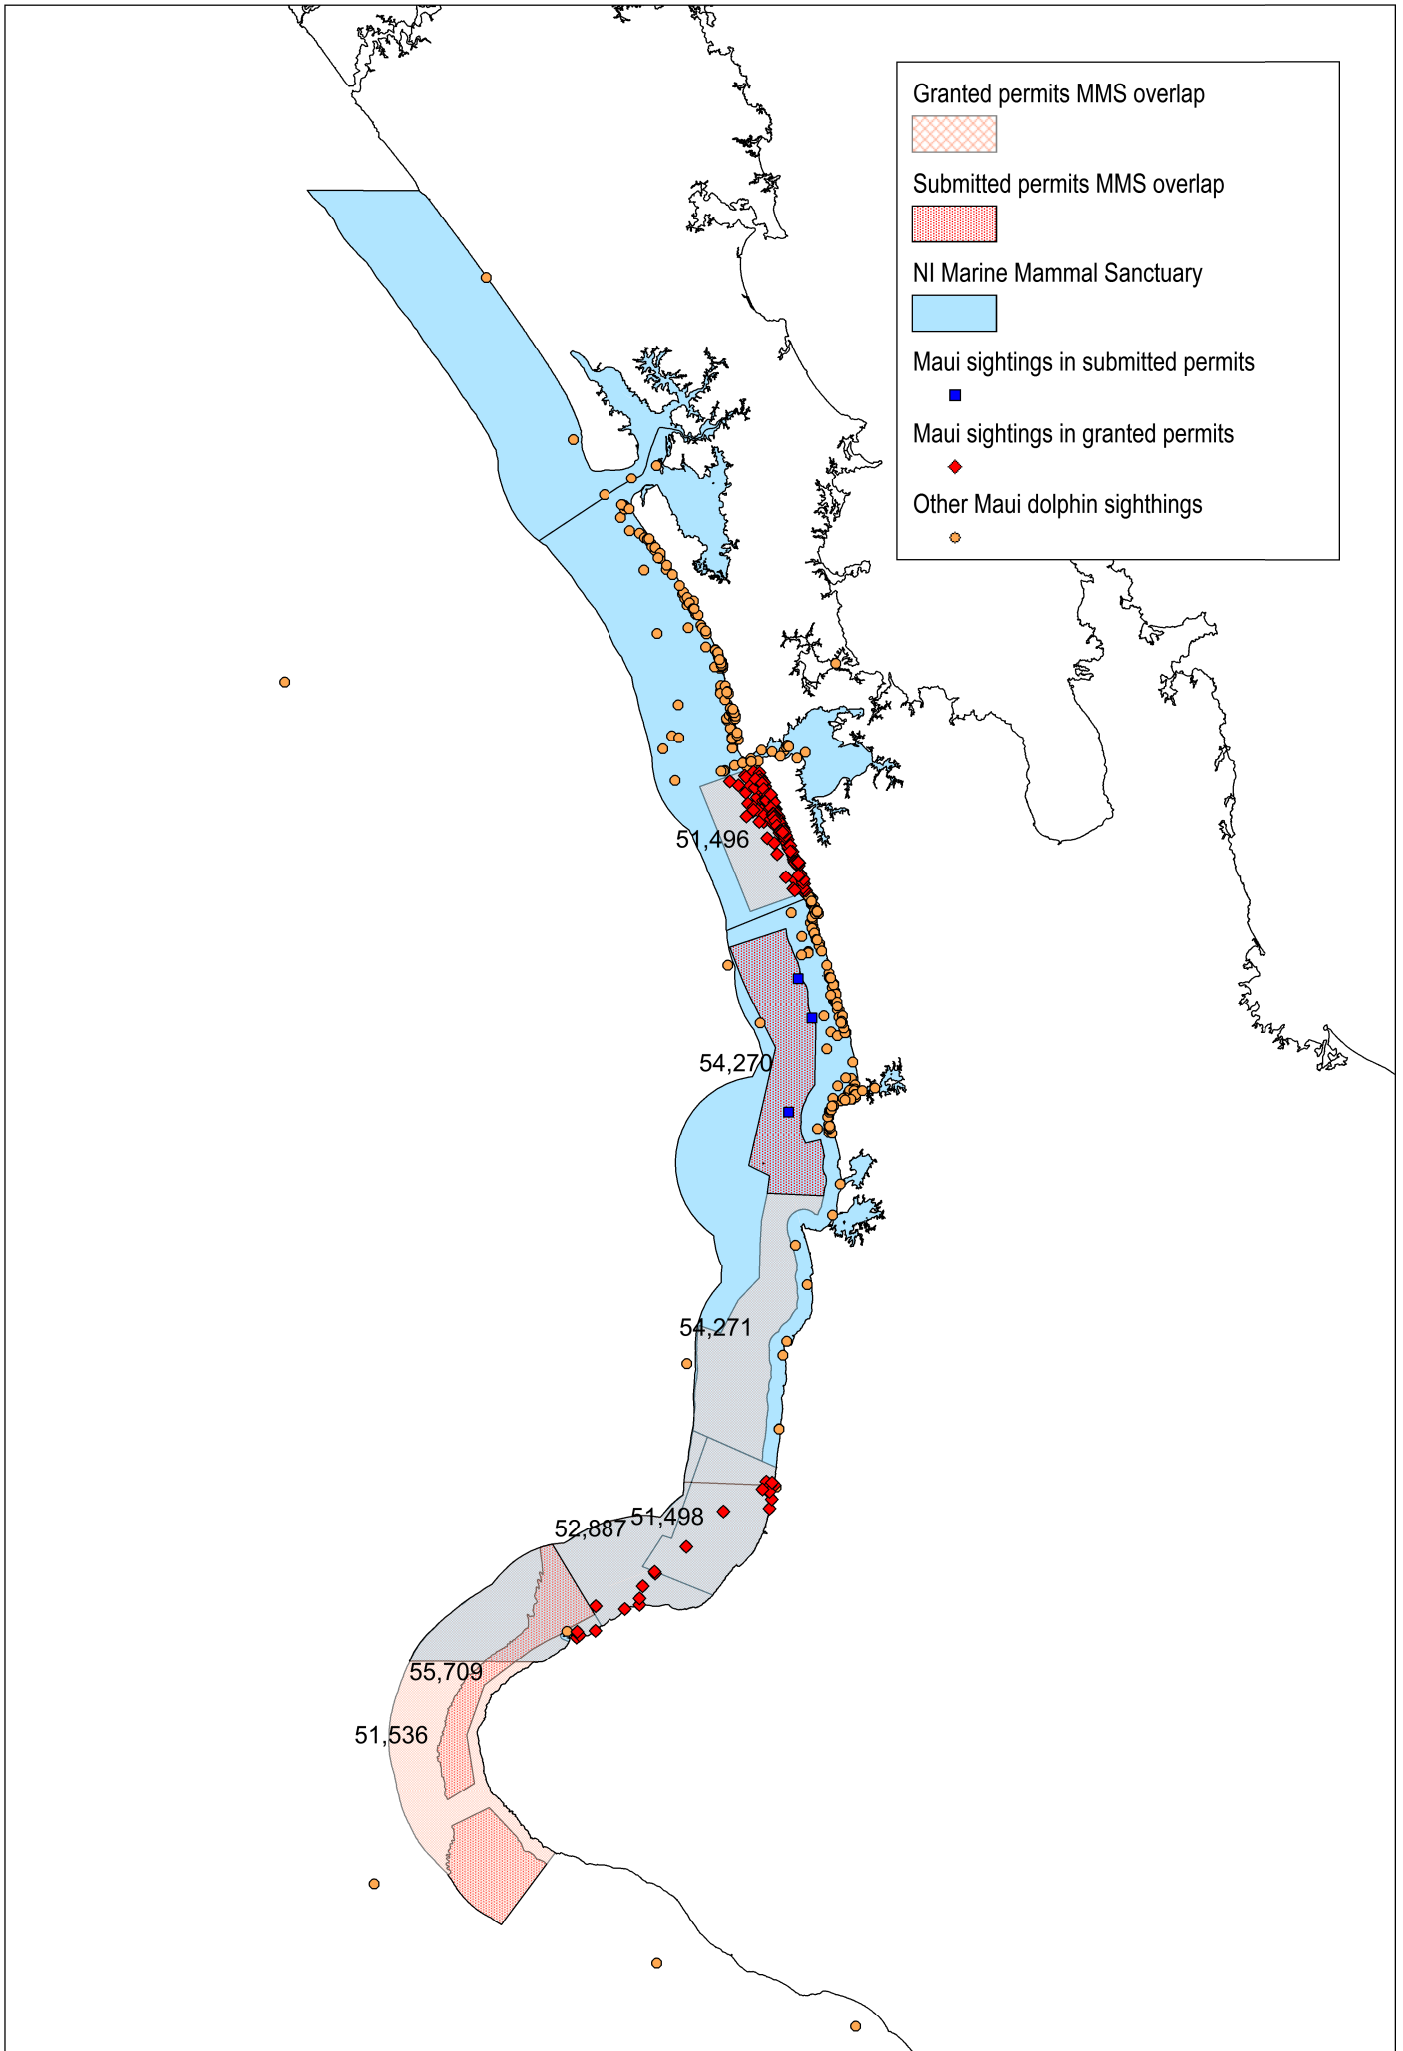 Granted permits MMS overlap
Submitted permits MMS overlap
NI Marine Mammal Sanctuary
Maui sightings in submitted permits
Maui sightings in granted permits
Other Maui dolphin sighthings
51,496
54,270
54,271
51,498
52,887
55,709
51,536